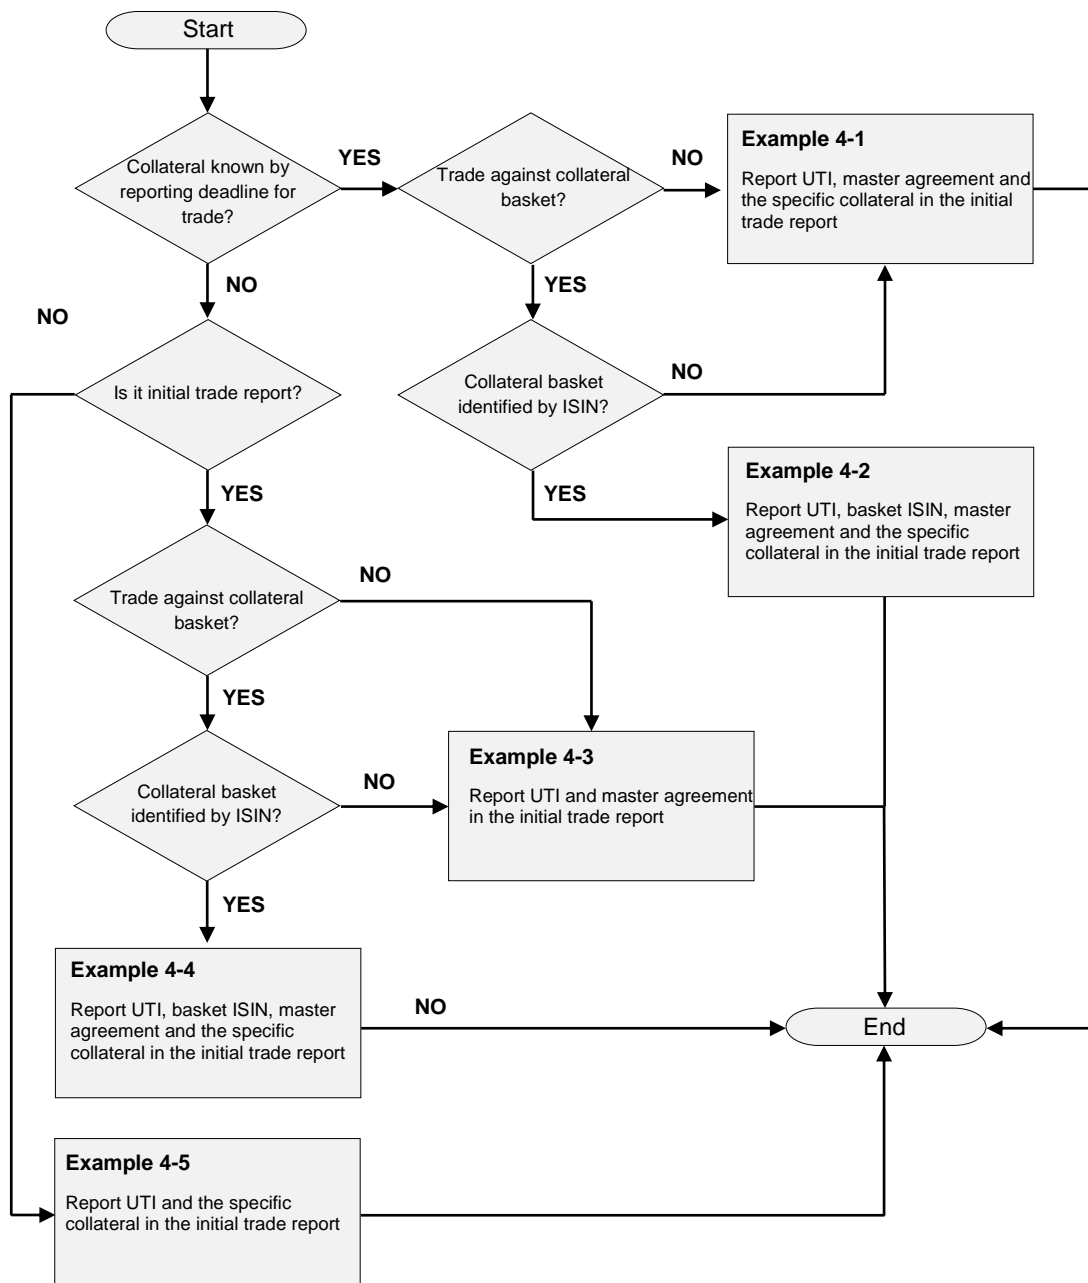 Start
Collateral known by
reporting deadline for
trade?
YES
Trade against collateral
basket?
NO
Example 4-1
Report UTI, master agreement and
the specific collateral in the initial
trade report
NO
YES
NO
Is it initial trade report?
Collateral basket
identified by ISIN?
NO
YES
YES
Example 4-2
Report UTI, basket ISIN, master
agreement and the specific
collateral in the initial trade report
Trade against collateral
basket?
NO
YES
Collateral basket
identified by ISIN?
NO
Example 4-3
Report UTI and master agreement
in the initial trade report
YES
Example 4-4
Report UTI, basket ISIN, master
agreement and the specific
collateral in the initial trade report
NO
End
Example 4-5
Report UTI and the specific
collateral in the initial trade report